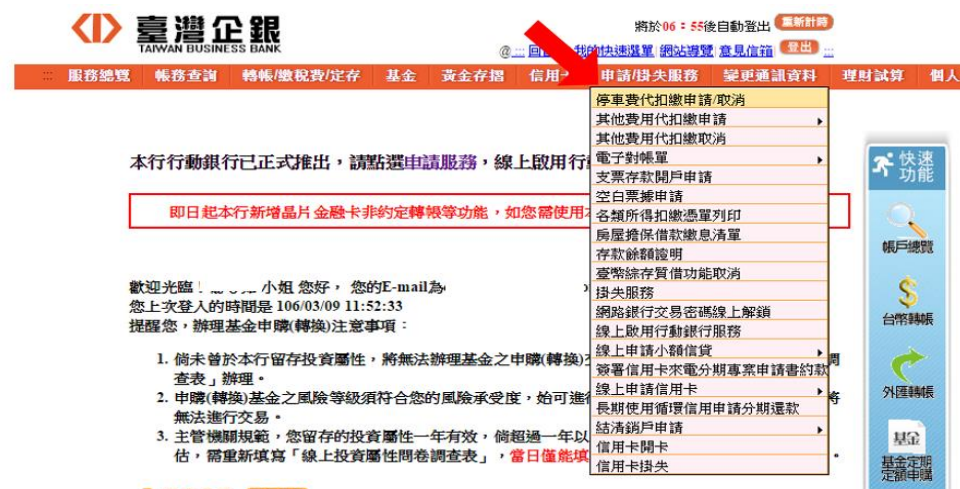 臺灣企銀
TAIWAN BUSINESS BANK
將於06:55後自動登出 重新計時
@ ::: 我的快速選單 網站導覽 意見信箱 登出 :::
::: 服務總覽 帳務查詢 轉帳/繳稅費/定存 基金 黃金存摺 信用 申請/掛失服務 變更通訊資料 理財試算 個人
停車費代扣繳申請/取消
其他費用代扣繳申請
其他費用代扣繳取消
電子對帳單
支票存款開戶申請
空白票據申請
各類所得扣繳憑單列印
房屋擔保借款繳息清單
存款餘額證明
臺幣綜存質借功能取消
掛失服務
網路銀行交易密碼線上解鎖
線上啟用行動銀行服務
線上申請小額信貸
簽署信用卡來電分期專案申請書約款
線上申請信用卡
長期使用循環信用申請分期還款
結清銷戶申請
信用卡開卡
信用卡掛失
本行行動銀行已正式推出,請點選申請服務,線上啟用行
即日起本行新增晶片金融卡非約定轉帳等功能,如您需使用
歡迎光臨! 小姐 您好, 您的E-mail為
您上次登入的時間是 106/03/09 11:52:33
提醒您,辦理基金申購(轉換)注意事項:
1. 倘未曾於本行留存投資屬性,將無法辦理基金之申購(轉換) 調
查表」辦理。
2. 申購(轉換)基金之風險等級須符合您的風險承受度,始可進 將
無法進行交易。
3. 主管機關規範,您留存的投資屬性一年有效,倘超過一年以
估,需重新填寫「線上投資屬性問卷調查表」,當日僅能填 。
快速
功能
帳戶總覽
台幣轉帳
外匯轉帳
基金
基金定期
定額申購